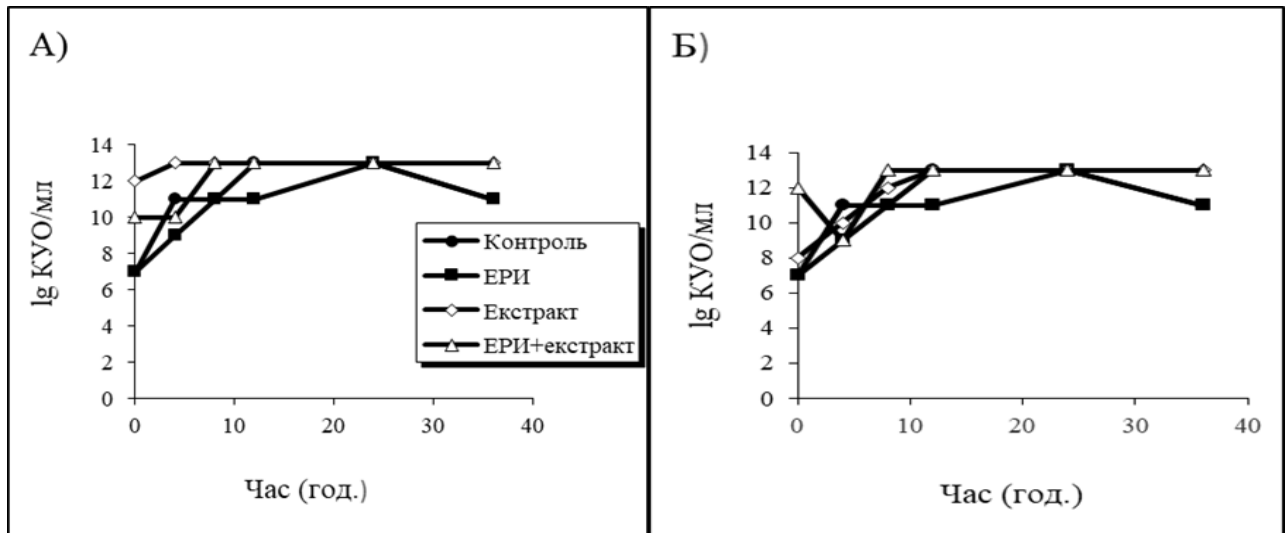 А)
14
12
10
8
6
4
2
0
lg КУО/мл
0 10 20 30 40
Час (год.)
Контроль
ЕРИ
Екстракт
ЕРИ+екстракт
Б)
14
12
10
8
6
4
2
0
lg КУО/мл
0 10 20 30 40
Час (год.)